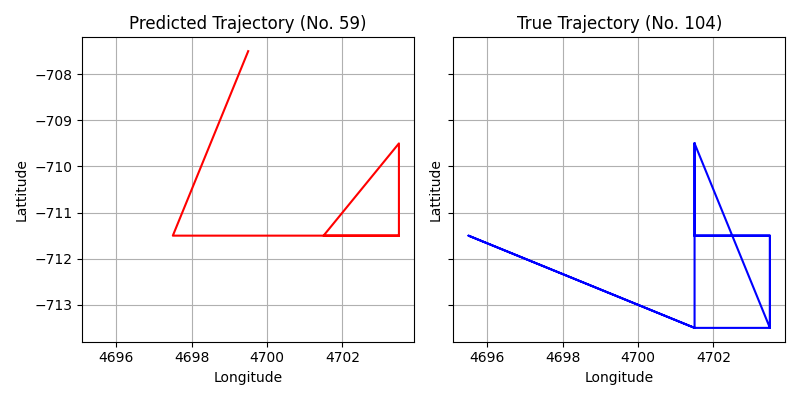 Predicted Trajectory (No. 59)
True Trajectory (No. 104)
Lattitude
−708
−709
−710
−711
−712
−713
4696
4698
4700
4702
Longitude
Lattitude
4696
4698
4700
4702
Longitude